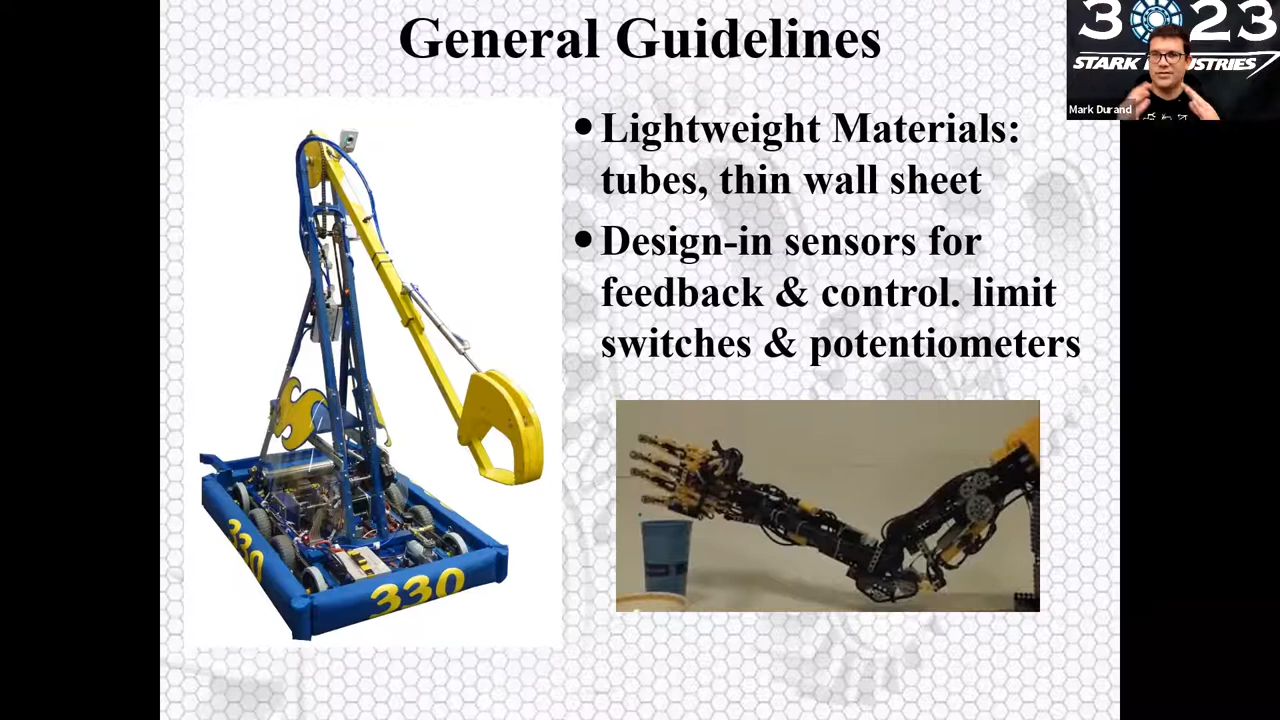 General Guidelines
3023
STARK INDUSTRIES
Mark Durand
• Lightweight Materials:
tubes, thin wall sheet
• Design-in sensors for
feedback & control. limit
switches & potentiometers
330
330